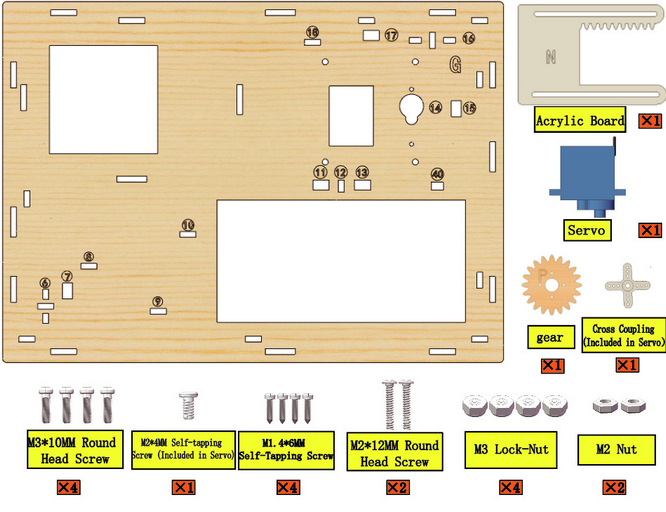 18
17
16
G
14
15
11
12
13
40
10
8
7
6
9
N
Acrylic Board
×1
Servo
×1
P
gear
×1
Cross Coupling
(Included in Servo)
×1
M3*10MM Round
Head Screw
×4
M2*4MM Self-tapping
Screw (Included in Servo)
×1
M1.4*6MM
Self-Tapping Screw
×4
M2*12MM Round
Head Screw
×2
M3 Lock-Nut
×4
M2 Nut
×2